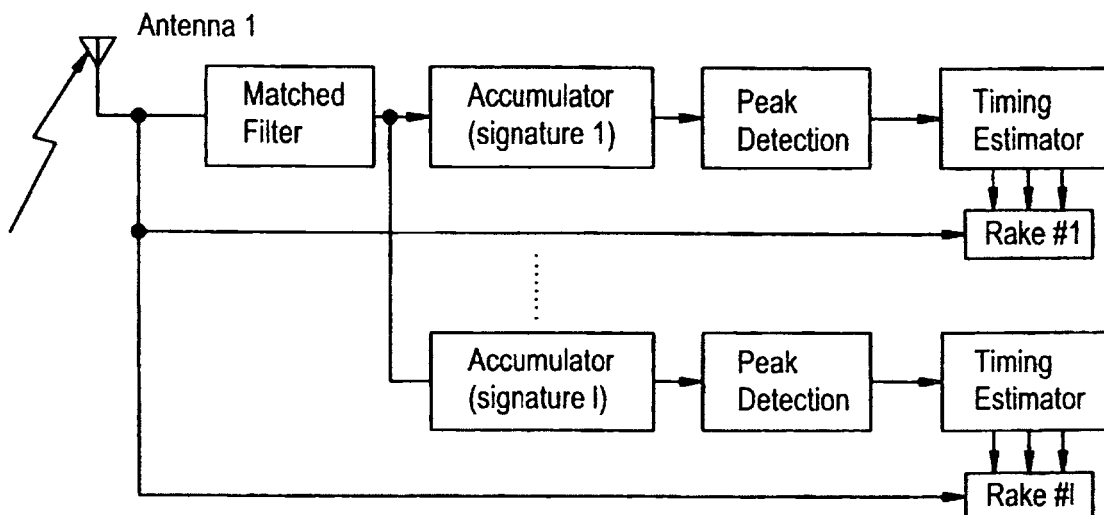 Antenna 1
Matched
Filter
Accumulator
(signature 1)
Peak
Detection
Timing
Estimator
Rake #1
Accumulator
(signature l)
Peak
Detection
Timing
Estimator
Rake #l